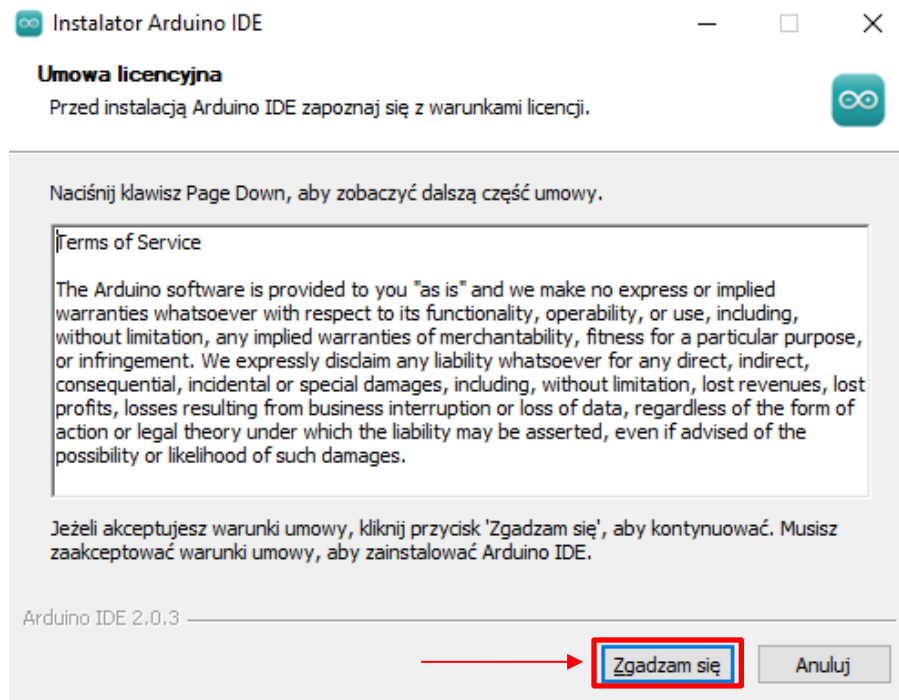 Instalator Arduino IDE
Umowa licencyjna
Przed instalacją Arduino IDE zapoznaj się z warunkami licencji.
Naciśnij klawisz Page Down, aby zobaczyć dalszą część umowy.
Terms of Service
The Arduino software is provided to you "as is" and we make no express or implied
warranties whatsoever with respect to its functionality, operability, or use, including,
without limitation, any implied warranties of merchantability, fitness for a particular purpose,
or infringement. We expressly disclaim any liability whatsoever for any direct, indirect,
consequential, incidental or special damages, including, without limitation, lost revenues, lost
profits, losses resulting from business interruption or loss of data, regardless of the form of
action or legal theory under which the liability may be asserted, even if advised of the
possibility or likelihood of such damages.
Jeżeli akceptujesz warunki umowy, kliknij przycisk 'Zgadzam się', aby kontynuować. Musisz
zaakceptować warunki umowy, aby zainstalować Arduino IDE.
Arduino IDE 2.0.3
Zgadzam się
Anuluj